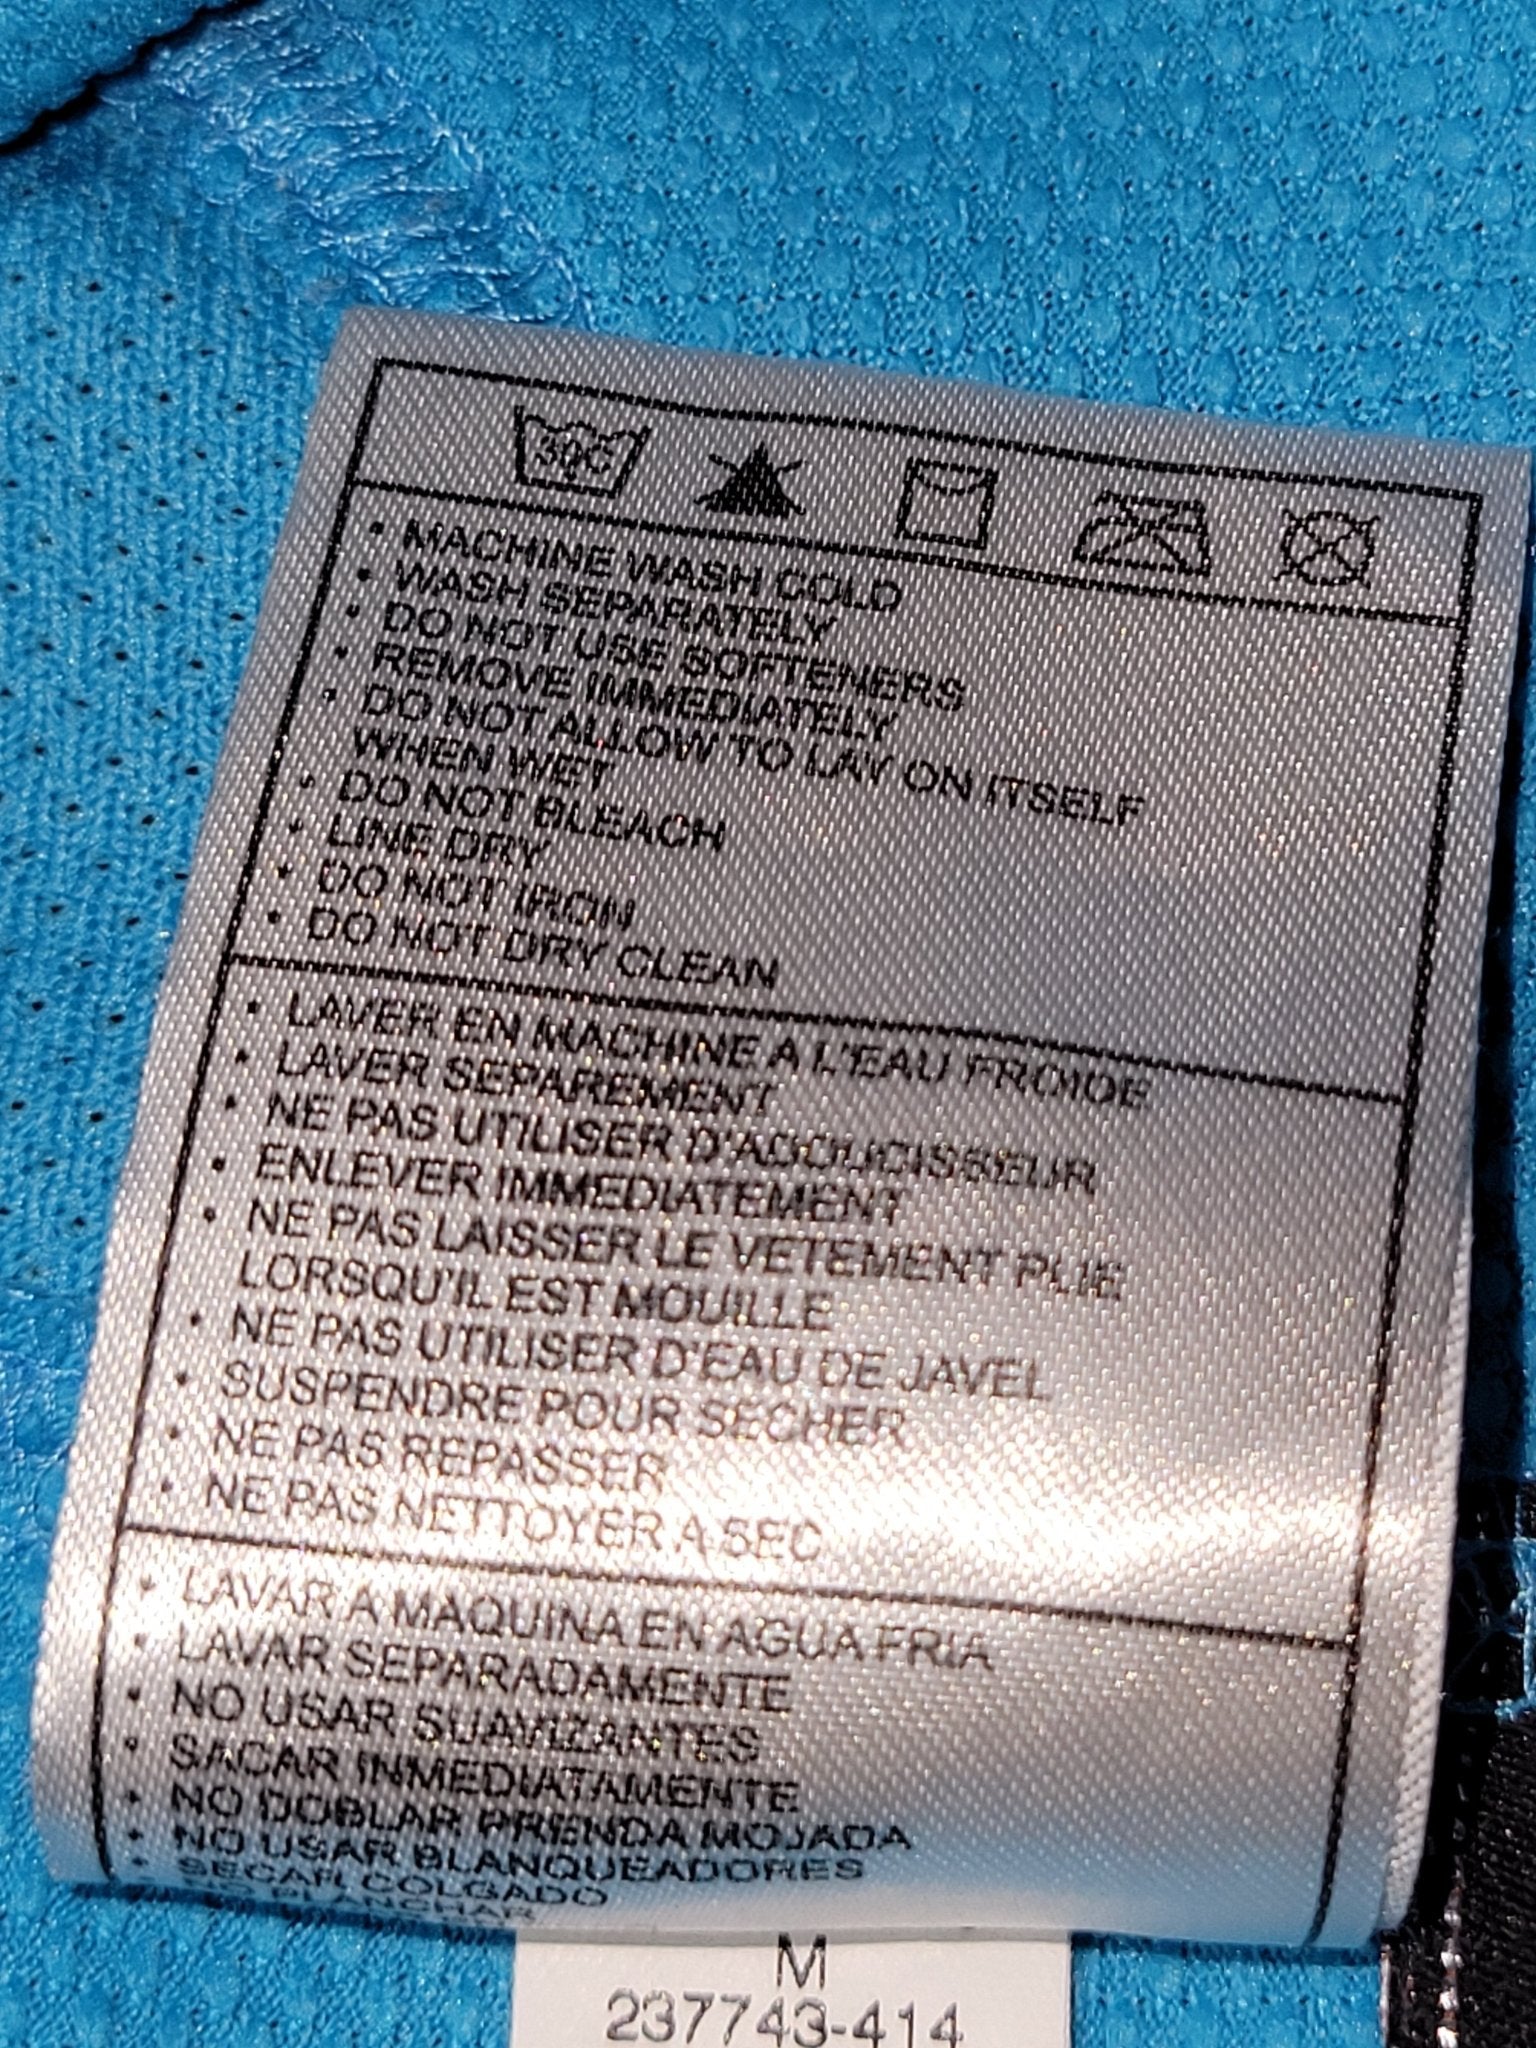 30C
• MACHINE WASH COLD
• WASH SEPARATELY
• DO NOT USE SOFTENERS
• REMOVE IMMEDIATELY
• DO NOT ALLOW TO LAY ON ITSELF
WHEN WET
• DO NOT BLEACH
• LINE DRY
• DO NOT IRON
• DO NOT DRY CLEAN
• LAVER EN MACHINE A L'EAU FROIDE
• LAVER SEPAREMENT
• NE PAS UTILISER D'ADOUCISSEUR
• ENLEVER IMMEDIATEMENT
• NE PAS LAISSER LE VETEMENT PLIE
LORSQU'IL EST MOUILLE
• NE PAS UTILISER D'EAU DE JAVEL
• SUSPENDRE POUR SECHER
• NE PAS REPASSER
• NE PAS NETTOYER A SEC
• LAVAR A MAQUINA EN AGUA FRIA
• LAVAR SEPARADAMENTE
• NO USAR SUAVIZANTES
• SACAR INMEDIATAMENTE
• NO DOBLAR PRENDA MOJADA
• NO USAR BLANQUEADORES
• SECAR COLGADO
NO PLANCHAR
M
237743-414